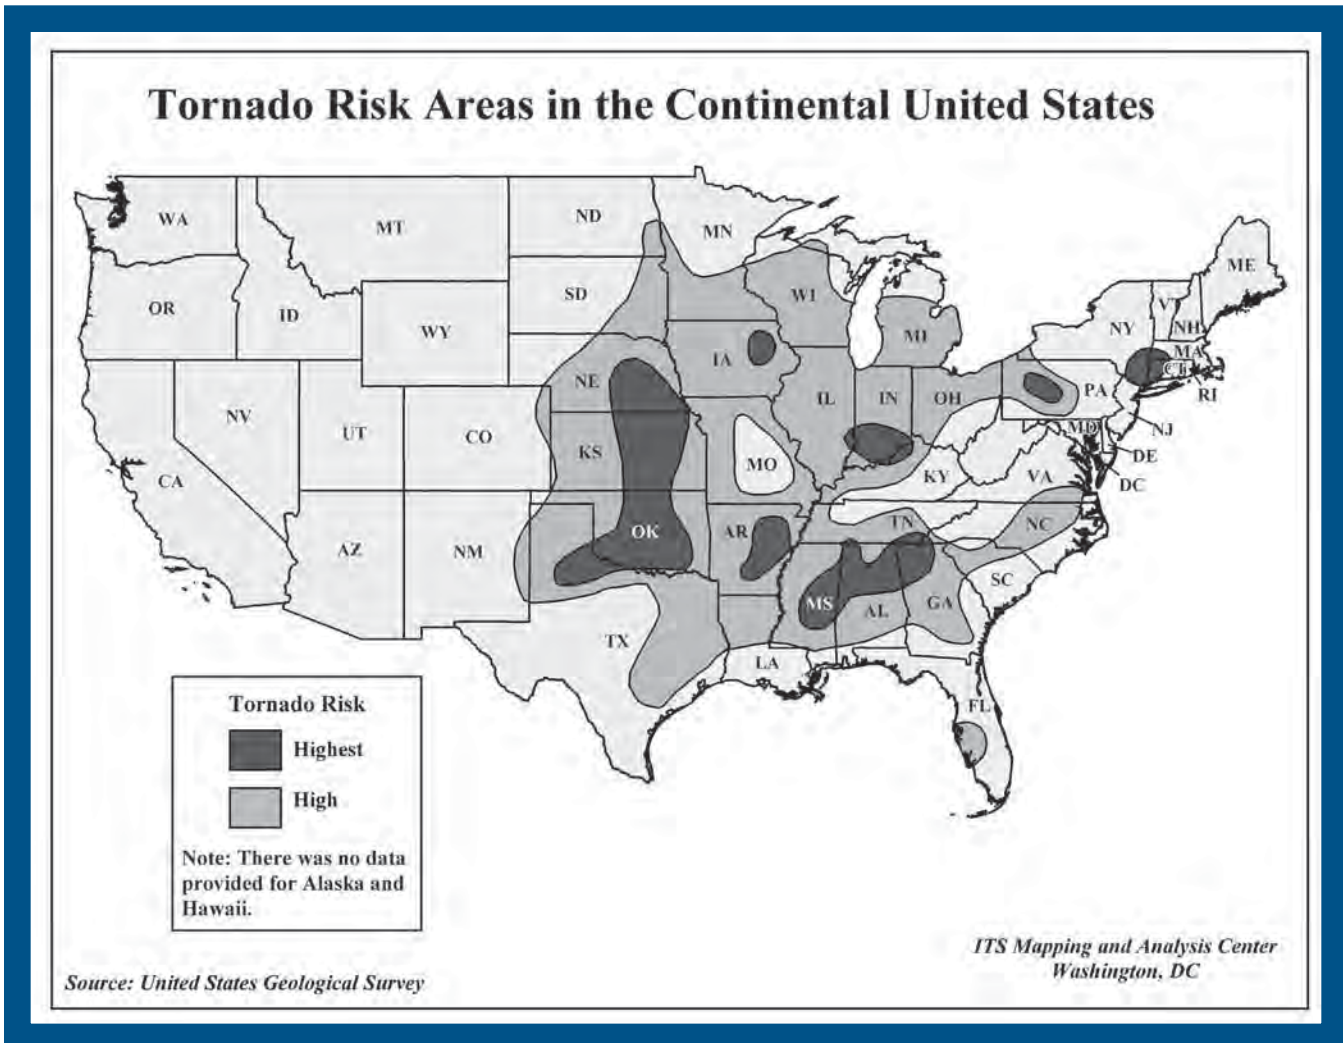 Tornado Risk Areas in the Continental United States
WA
MT
ND
MN
ME
OR
ID
WY
SD
WI
MI
NY
VT
NH
MA
CT
RI
NV
UT
CO
NE
IA
IL
IN
OH
PA
NJ
MD
DE
DC
CA
KS
MO
KY
VA
AZ
NM
OK
AR
TN
NC
SC
TX
MS
AL
GA
LA
FL
Tornado Risk
Highest
High
Note: There was no data
provided for Alaska and
Hawaii.
ITS Mapping and Analysis Center
Washington, DC
Source: United States Geological Survey